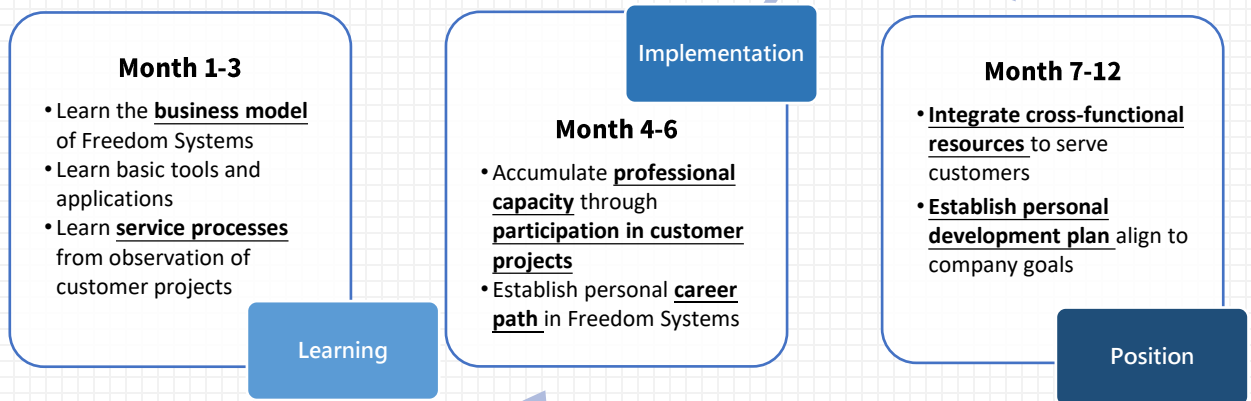 Month 1-3
• Learn the business model
of Freedom Systems
• Learn basic tools and
applications
• Learn service processes
from observation of
customer projects
Learning
Implementation
Month 4-6
• Accumulate professional
capacity through
participation in customer
projects
• Establish personal career
path in Freedom Systems
Month 7-12
• Integrate cross-functional
resources to serve
customers
• Establish personal
development plan align to
company goals
Position